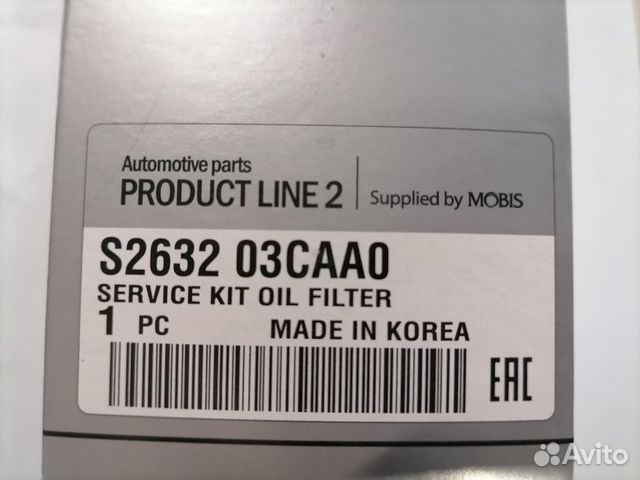 Automotive parts
PRODUCT LINE 2
Supplied by MOBIS
S2632 03CAA0
SERVICE KIT OIL FILTER
1 PC MADE IN KOREA
EAC
Avito